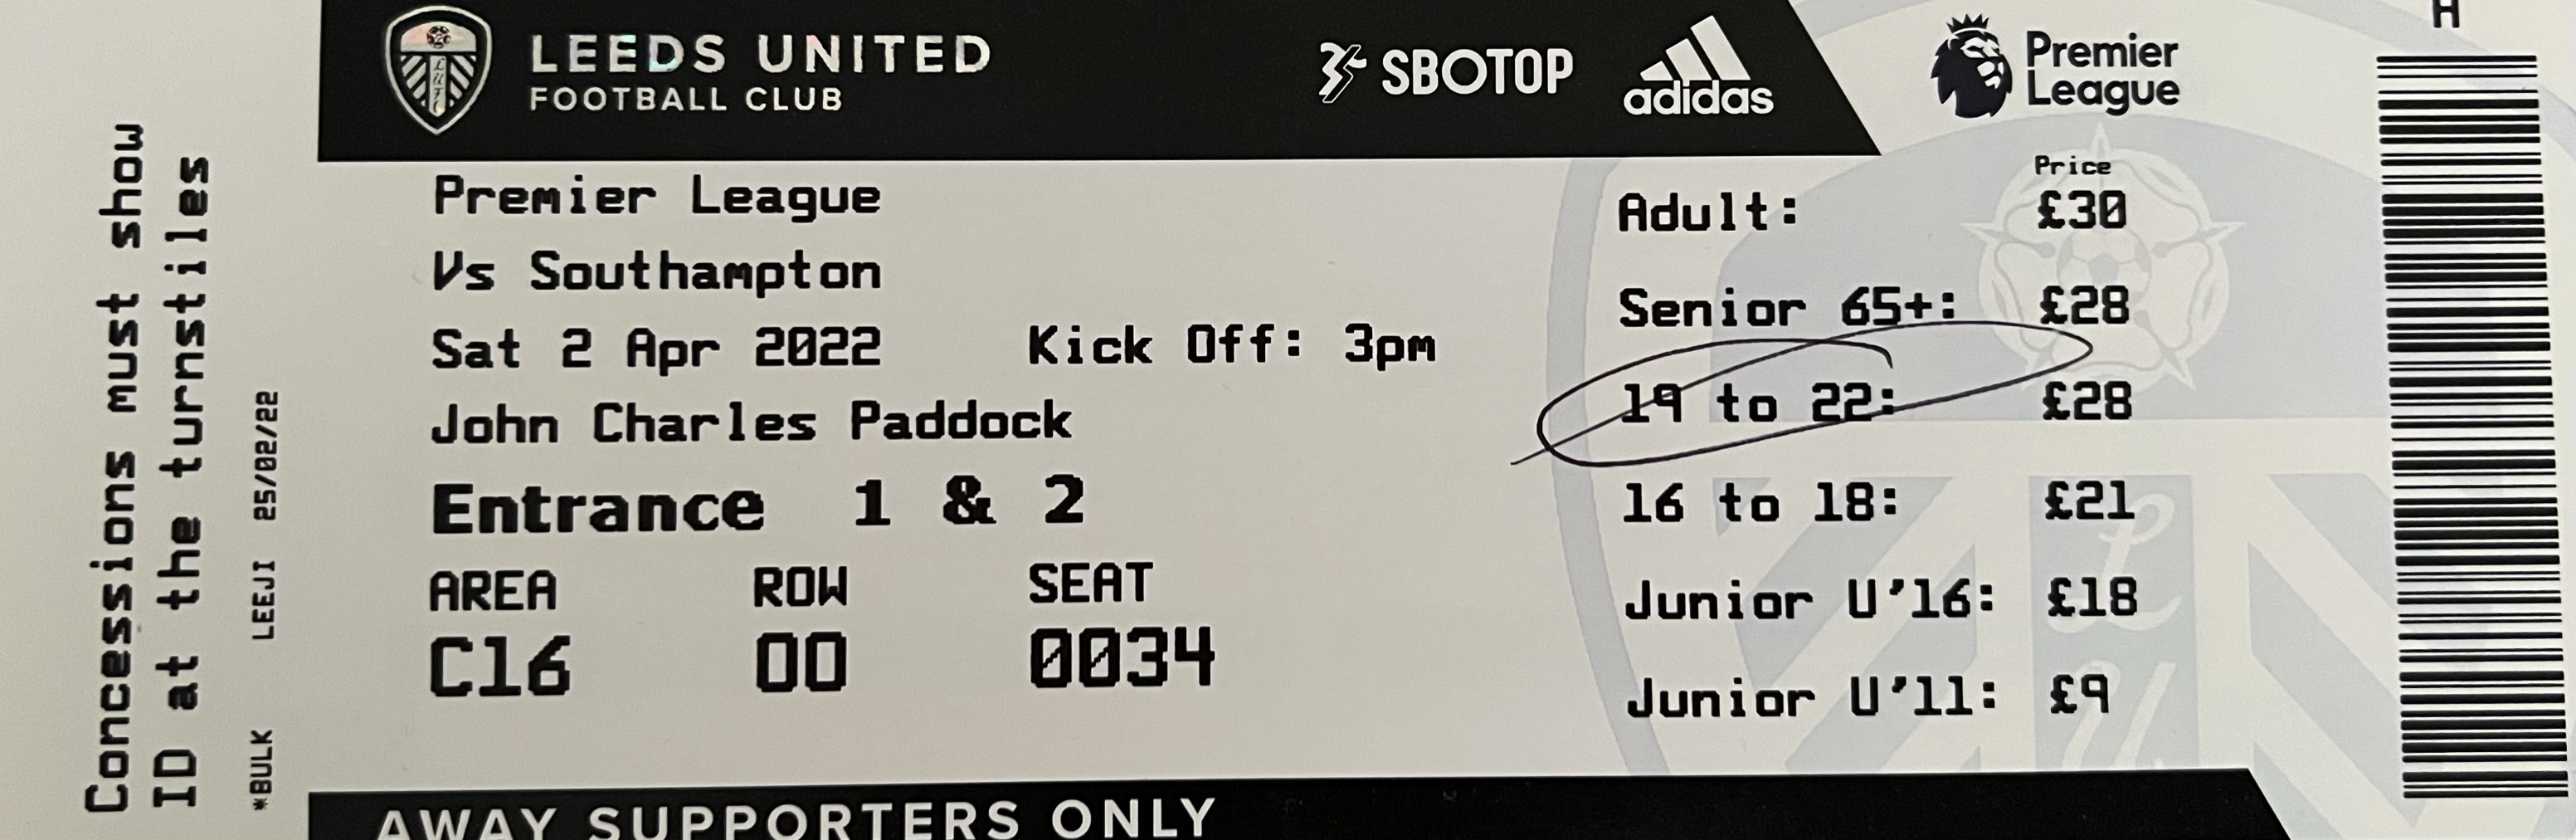 Concessions must show
ID at the turnstiles
*BULK LEEJI 25/02/22
LEEDS UNITED
FOOTBALL CLUB
SBOTOP
adidas
Premier
League
H
Premier League
Vs Southampton
Sat 2 Apr 2022 Kick Off: 3pm
John Charles Paddock
Entrance 1 & 2
AREA ROW SEAT
C16 OO 0034
Price
Adult: £30
Senior 65+: £28
19 to 22: £28
16 to 18: £21
Junior U'16: £18
Junior U'11: £9
AWAY SUPPORTERS ONLY